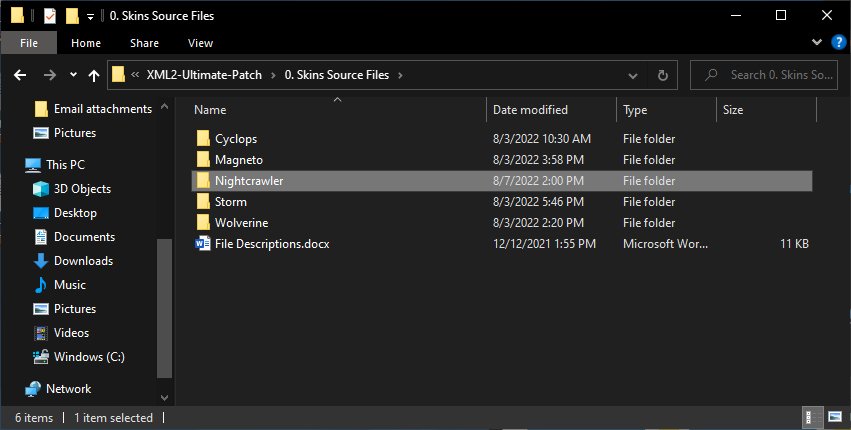 0. Skins Source Files
File Home Share View
« XML2-Ultimate-Patch > 0. Skins Source Files > Search 0. Skins So...
Email attachments
Pictures
This PC
3D Objects
Desktop
Documents
Downloads
Music
Pictures
Videos
Windows (C:)
Network
Name Date modified Type Size
Cyclops 8/3/2022 10:30 AM File folder
Magneto 8/3/2022 3:58 PM File folder
Nightcrawler 8/7/2022 2:00 PM File folder
Storm 8/3/2022 5:46 PM File folder
Wolverine 8/3/2022 2:20 PM File folder
File Descriptions.docx 12/12/2021 1:55 PM Microsoft Wor... 11 KB
6 items 1 item selected